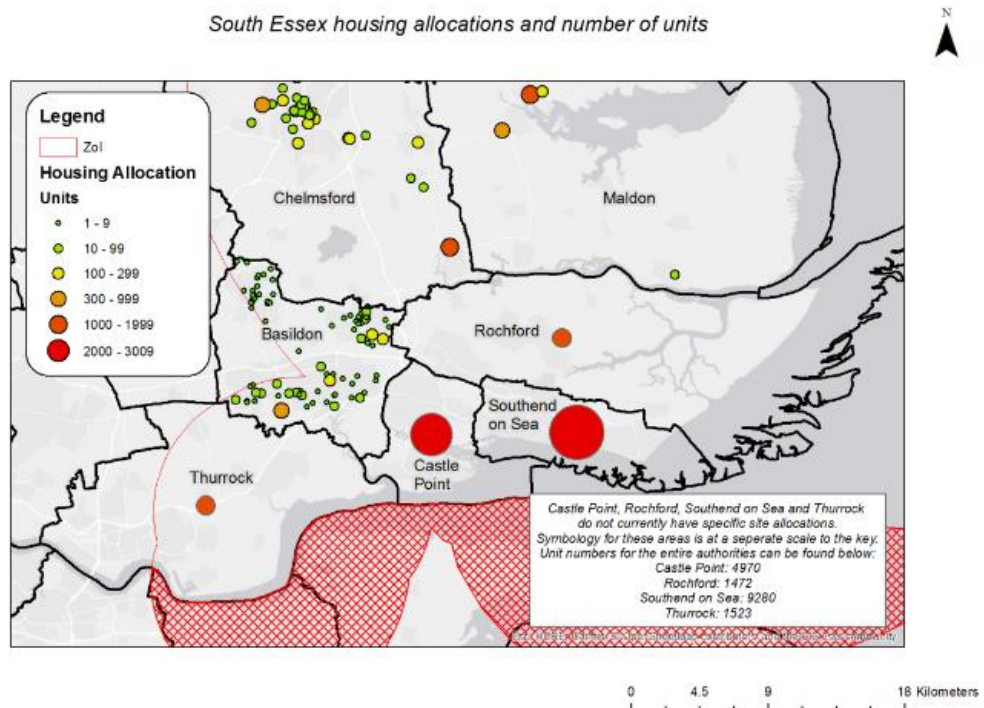 South Essex housing allocations and number of units
N
Legend
ZoI
Housing Allocation
Units
1 - 9
10 - 99
100 - 299
300 - 999
1000 - 1999
2000 - 3009
Chelmsford
Maldon
Basildon
Rochford
Southend
on Sea
Castle
Point
Thurrock
Castle Point, Rochford, Southend on Sea and Thurrock
do not currently have specific site allocations.
Symbology for these areas is at a seperate scale to the key.
Unit numbers for the entire authorities can be found below:
Castle Point: 4970
Rochford: 1472
Southend on Sea: 9280
Thurrock: 1523
0 4.5 9 18 Kilometers